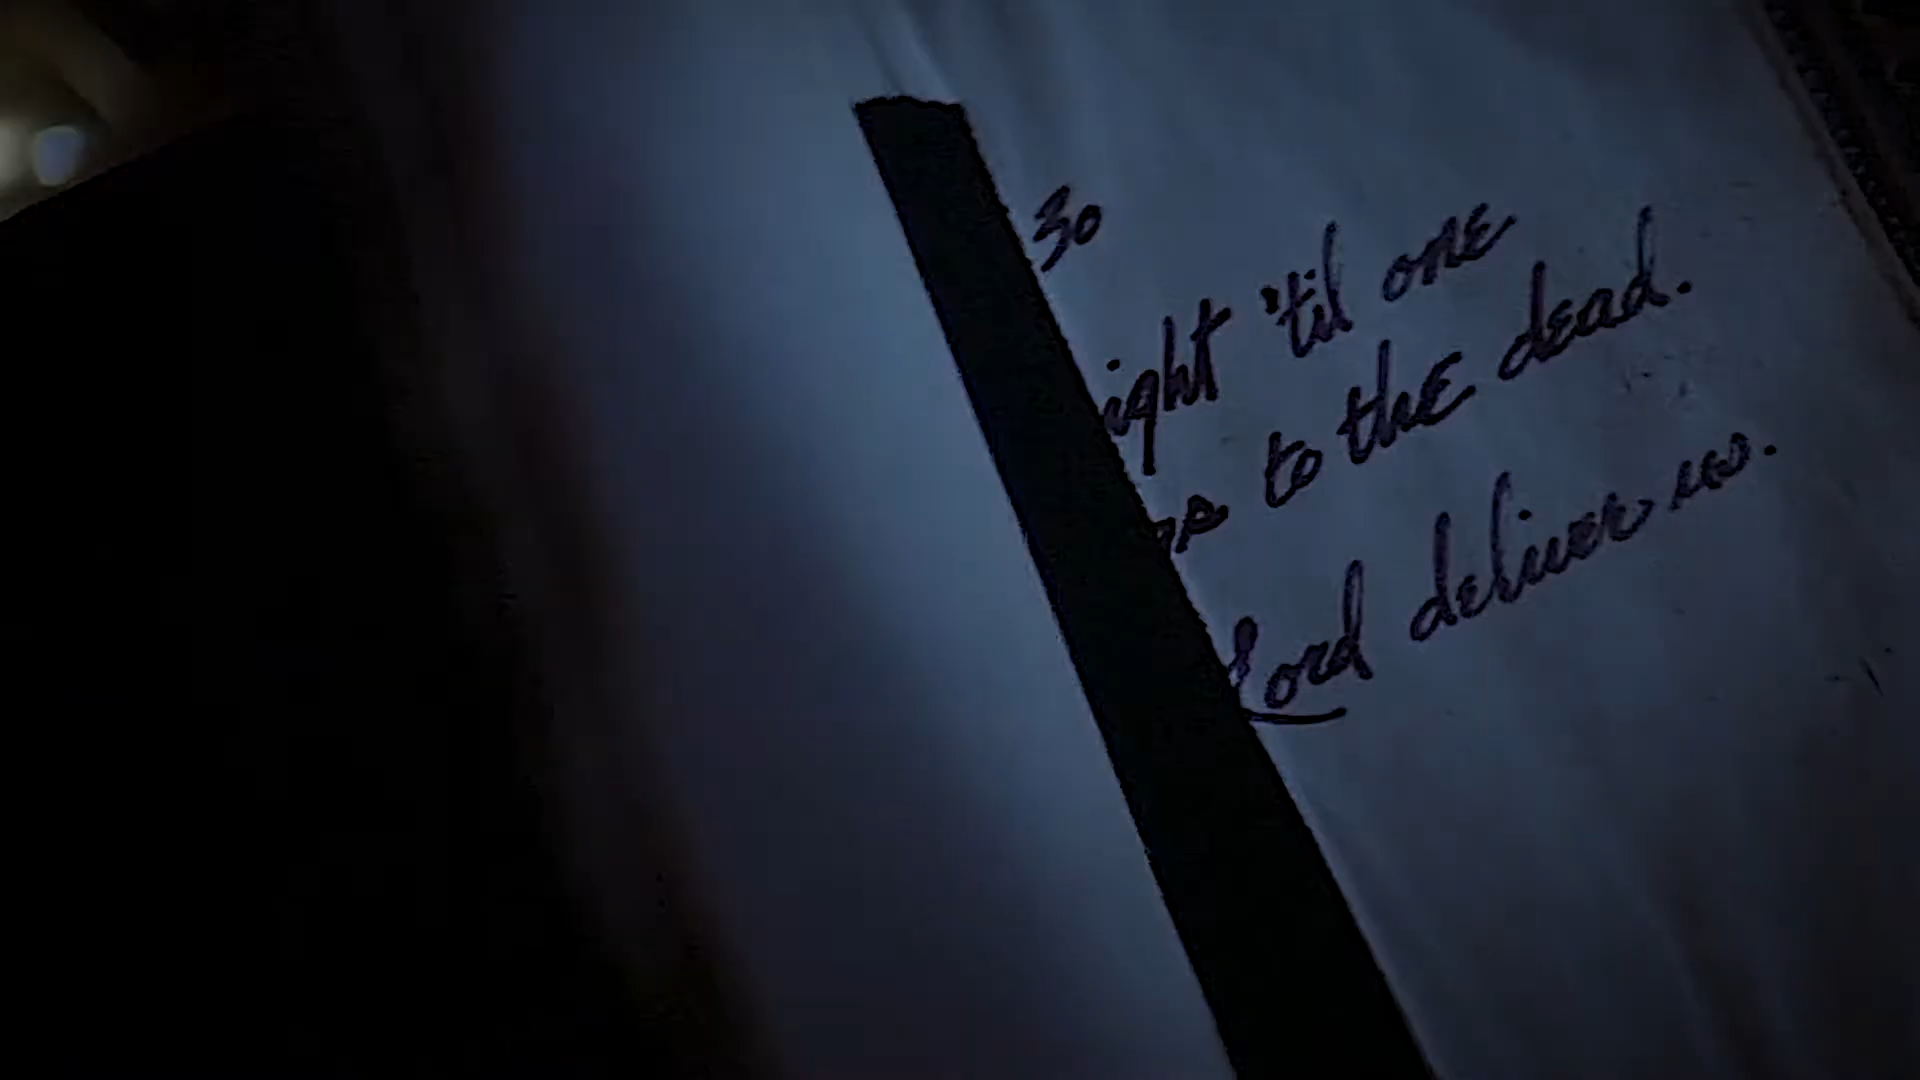 30
ight 'til one
to the dead.
Lord deliver us.